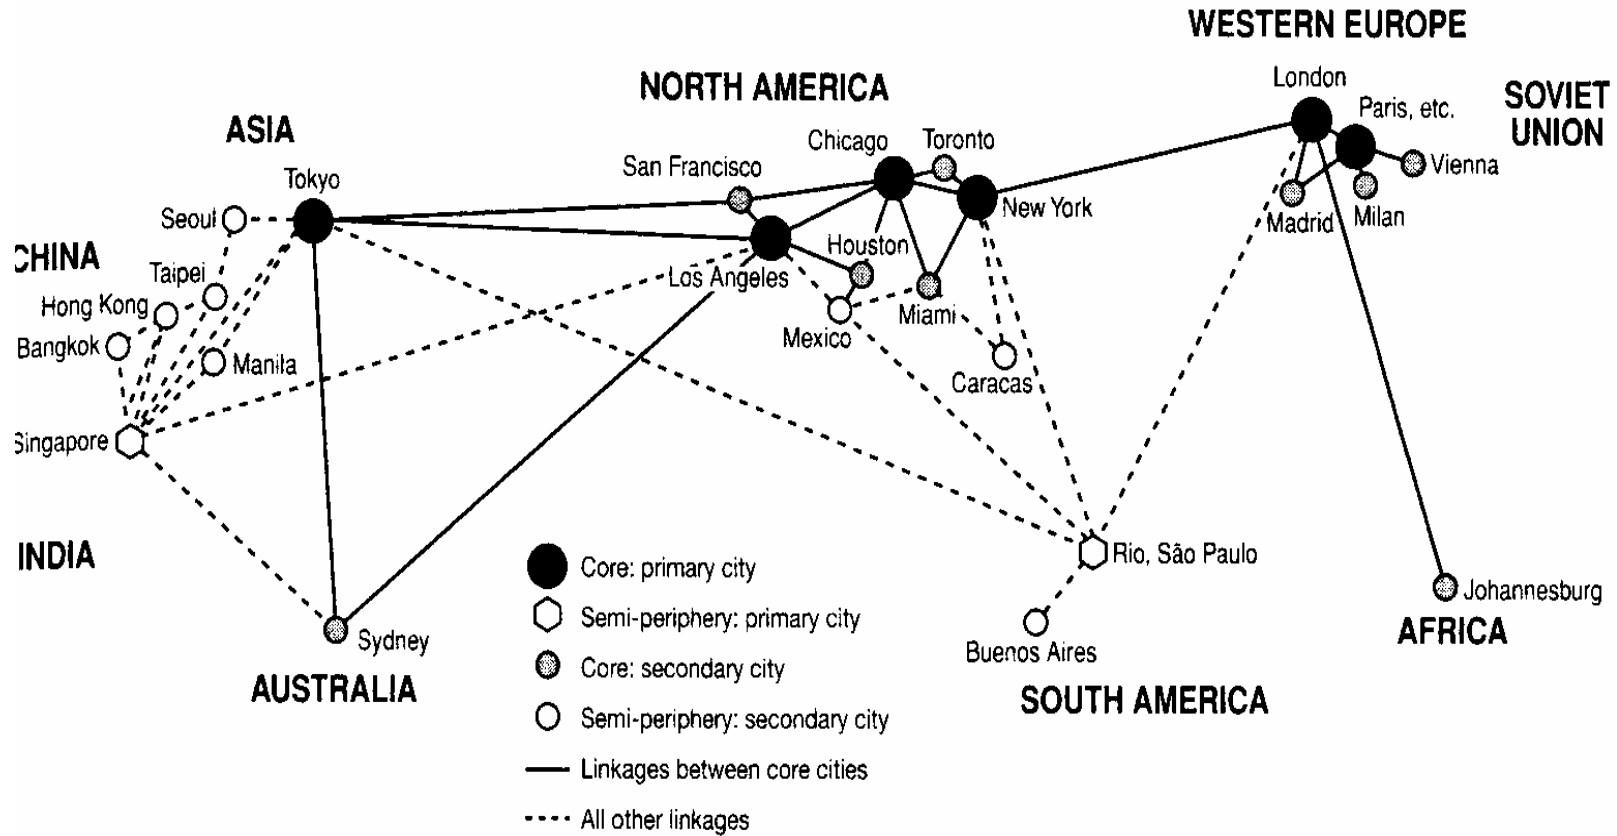 WESTERN EUROPE
London
NORTH AMERICA
SOVIET
UNION
Paris, etc.
ASIA
Chicago
Toronto
San Francisco
Vienna
Tokyo
Seoul
New York
Madrid
Milan
CHINA
Houston
Taipei
Los Angeles
Hong Kong
Miami
Bangkok
Mexico
Manila
Caracas
Singapore
INDIA
Rio, São Paulo
Core: primary city
Johannesburg
Semi-periphery: primary city
AFRICA
Sydney
Buenos Aires
Core: secondary city
AUSTRALIA
SOUTH AMERICA
Semi-periphery: secondary city
Linkages between core cities
All other linkages